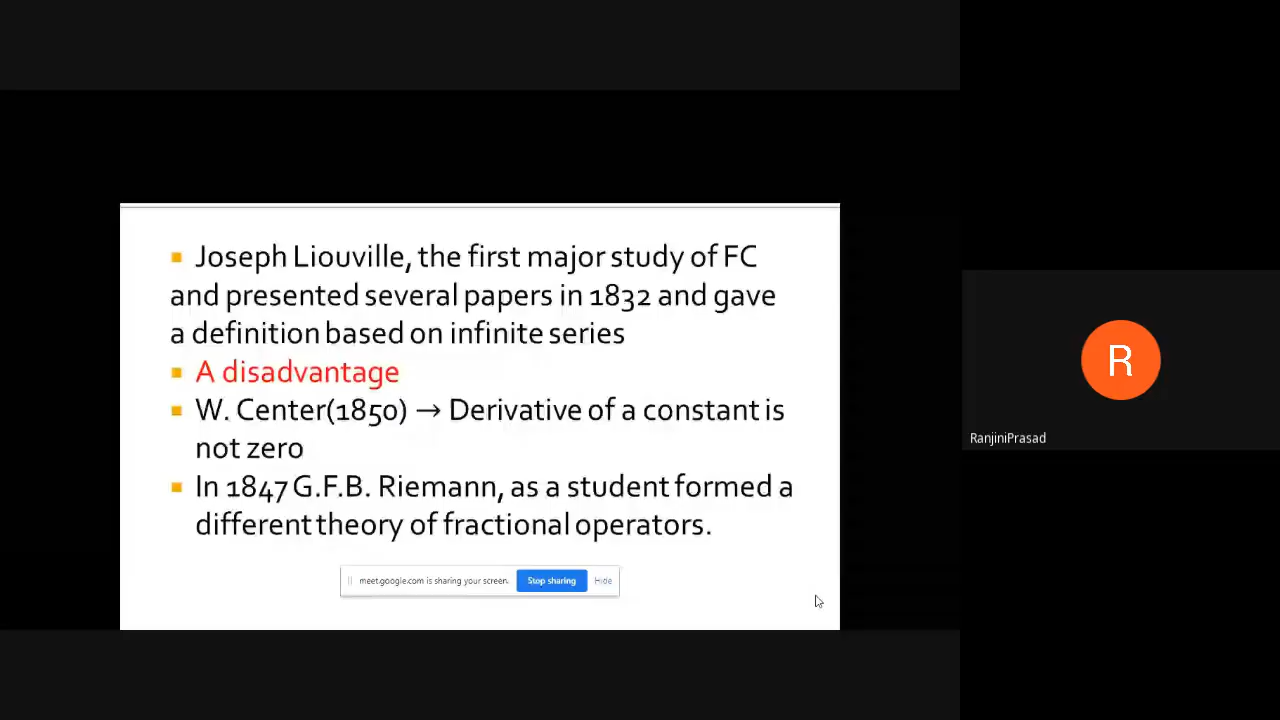 Joseph Liouville, the first major study of FC
and presented several papers in 1832 and gave
a definition based on infinite series
A disadvantage
W. Center(1850) → Derivative of a constant is
not zero
In 1847 G.F.B. Riemann, as a student formed a
different theory of fractional operators.
meet.google.com is sharing your screen. Stop sharing Hide
R
RanjiniPrasad